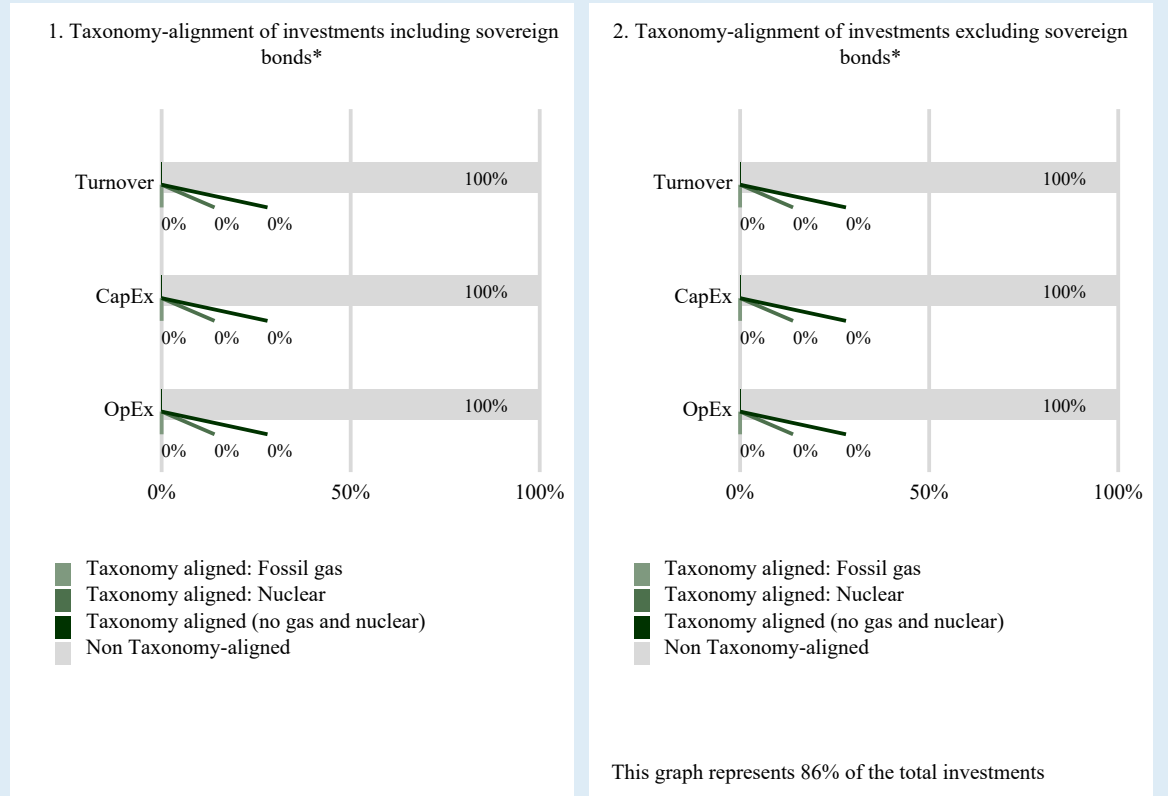 1. Taxonomy-alignment of investments including sovereign
bonds*
Turnover
100%
0% 0% 0%
CapEx
100%
0% 0% 0%
OpEx
100%
0% 0% 0%
0% 50% 100%
Taxonomy aligned: Fossil gas
Taxonomy aligned: Nuclear
Taxonomy aligned (no gas and nuclear)
Non Taxonomy-aligned
2. Taxonomy-alignment of investments excluding sovereign
bonds*
Turnover
100%
0% 0% 0%
CapEx
100%
0% 0% 0%
OpEx
100%
0% 0% 0%
0% 50% 100%
Taxonomy aligned: Fossil gas
Taxonomy aligned: Nuclear
Taxonomy aligned (no gas and nuclear)
Non Taxonomy-aligned
This graph represents 86% of the total investments